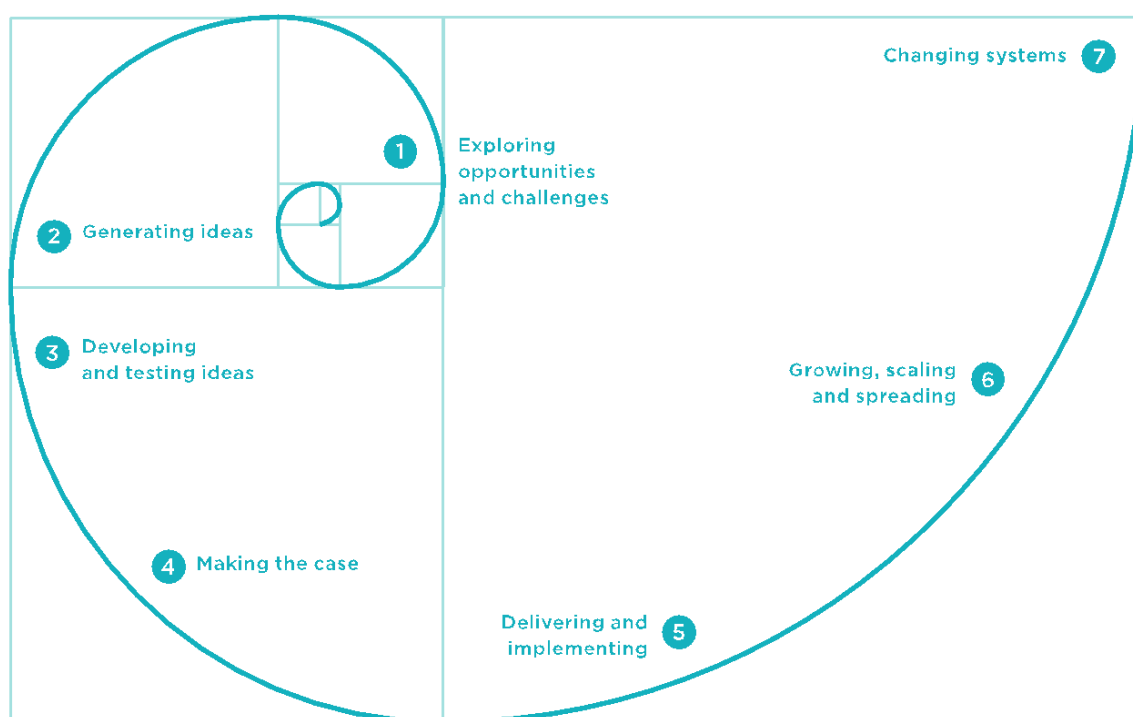 1
Exploring
opportunities
and challenges
2 Generating ideas
3 Developing
and testing ideas
4 Making the case
Delivering and
implementing 5
Growing, scaling
and spreading 6
Changing systems 7